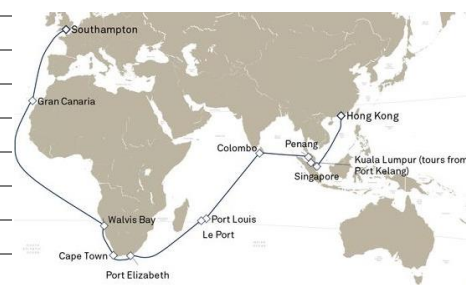 Southampton
Gran Canaria
Hong Kong
Colombo
Penang
Kuala Lumpur (tours from
Port Kelang)
Singapore
Walvis Bay
Port Louis
Le Port
Cape Town
Port Elizabeth